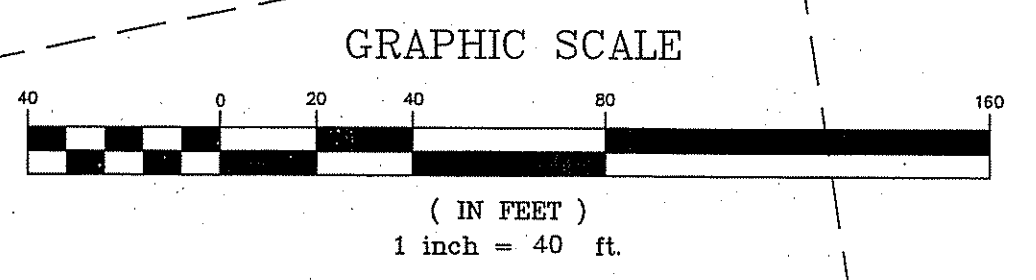 GRAPHIC SCALE
40 0 20 40 80 160
( IN FEET )
1 inch = 40 ft.